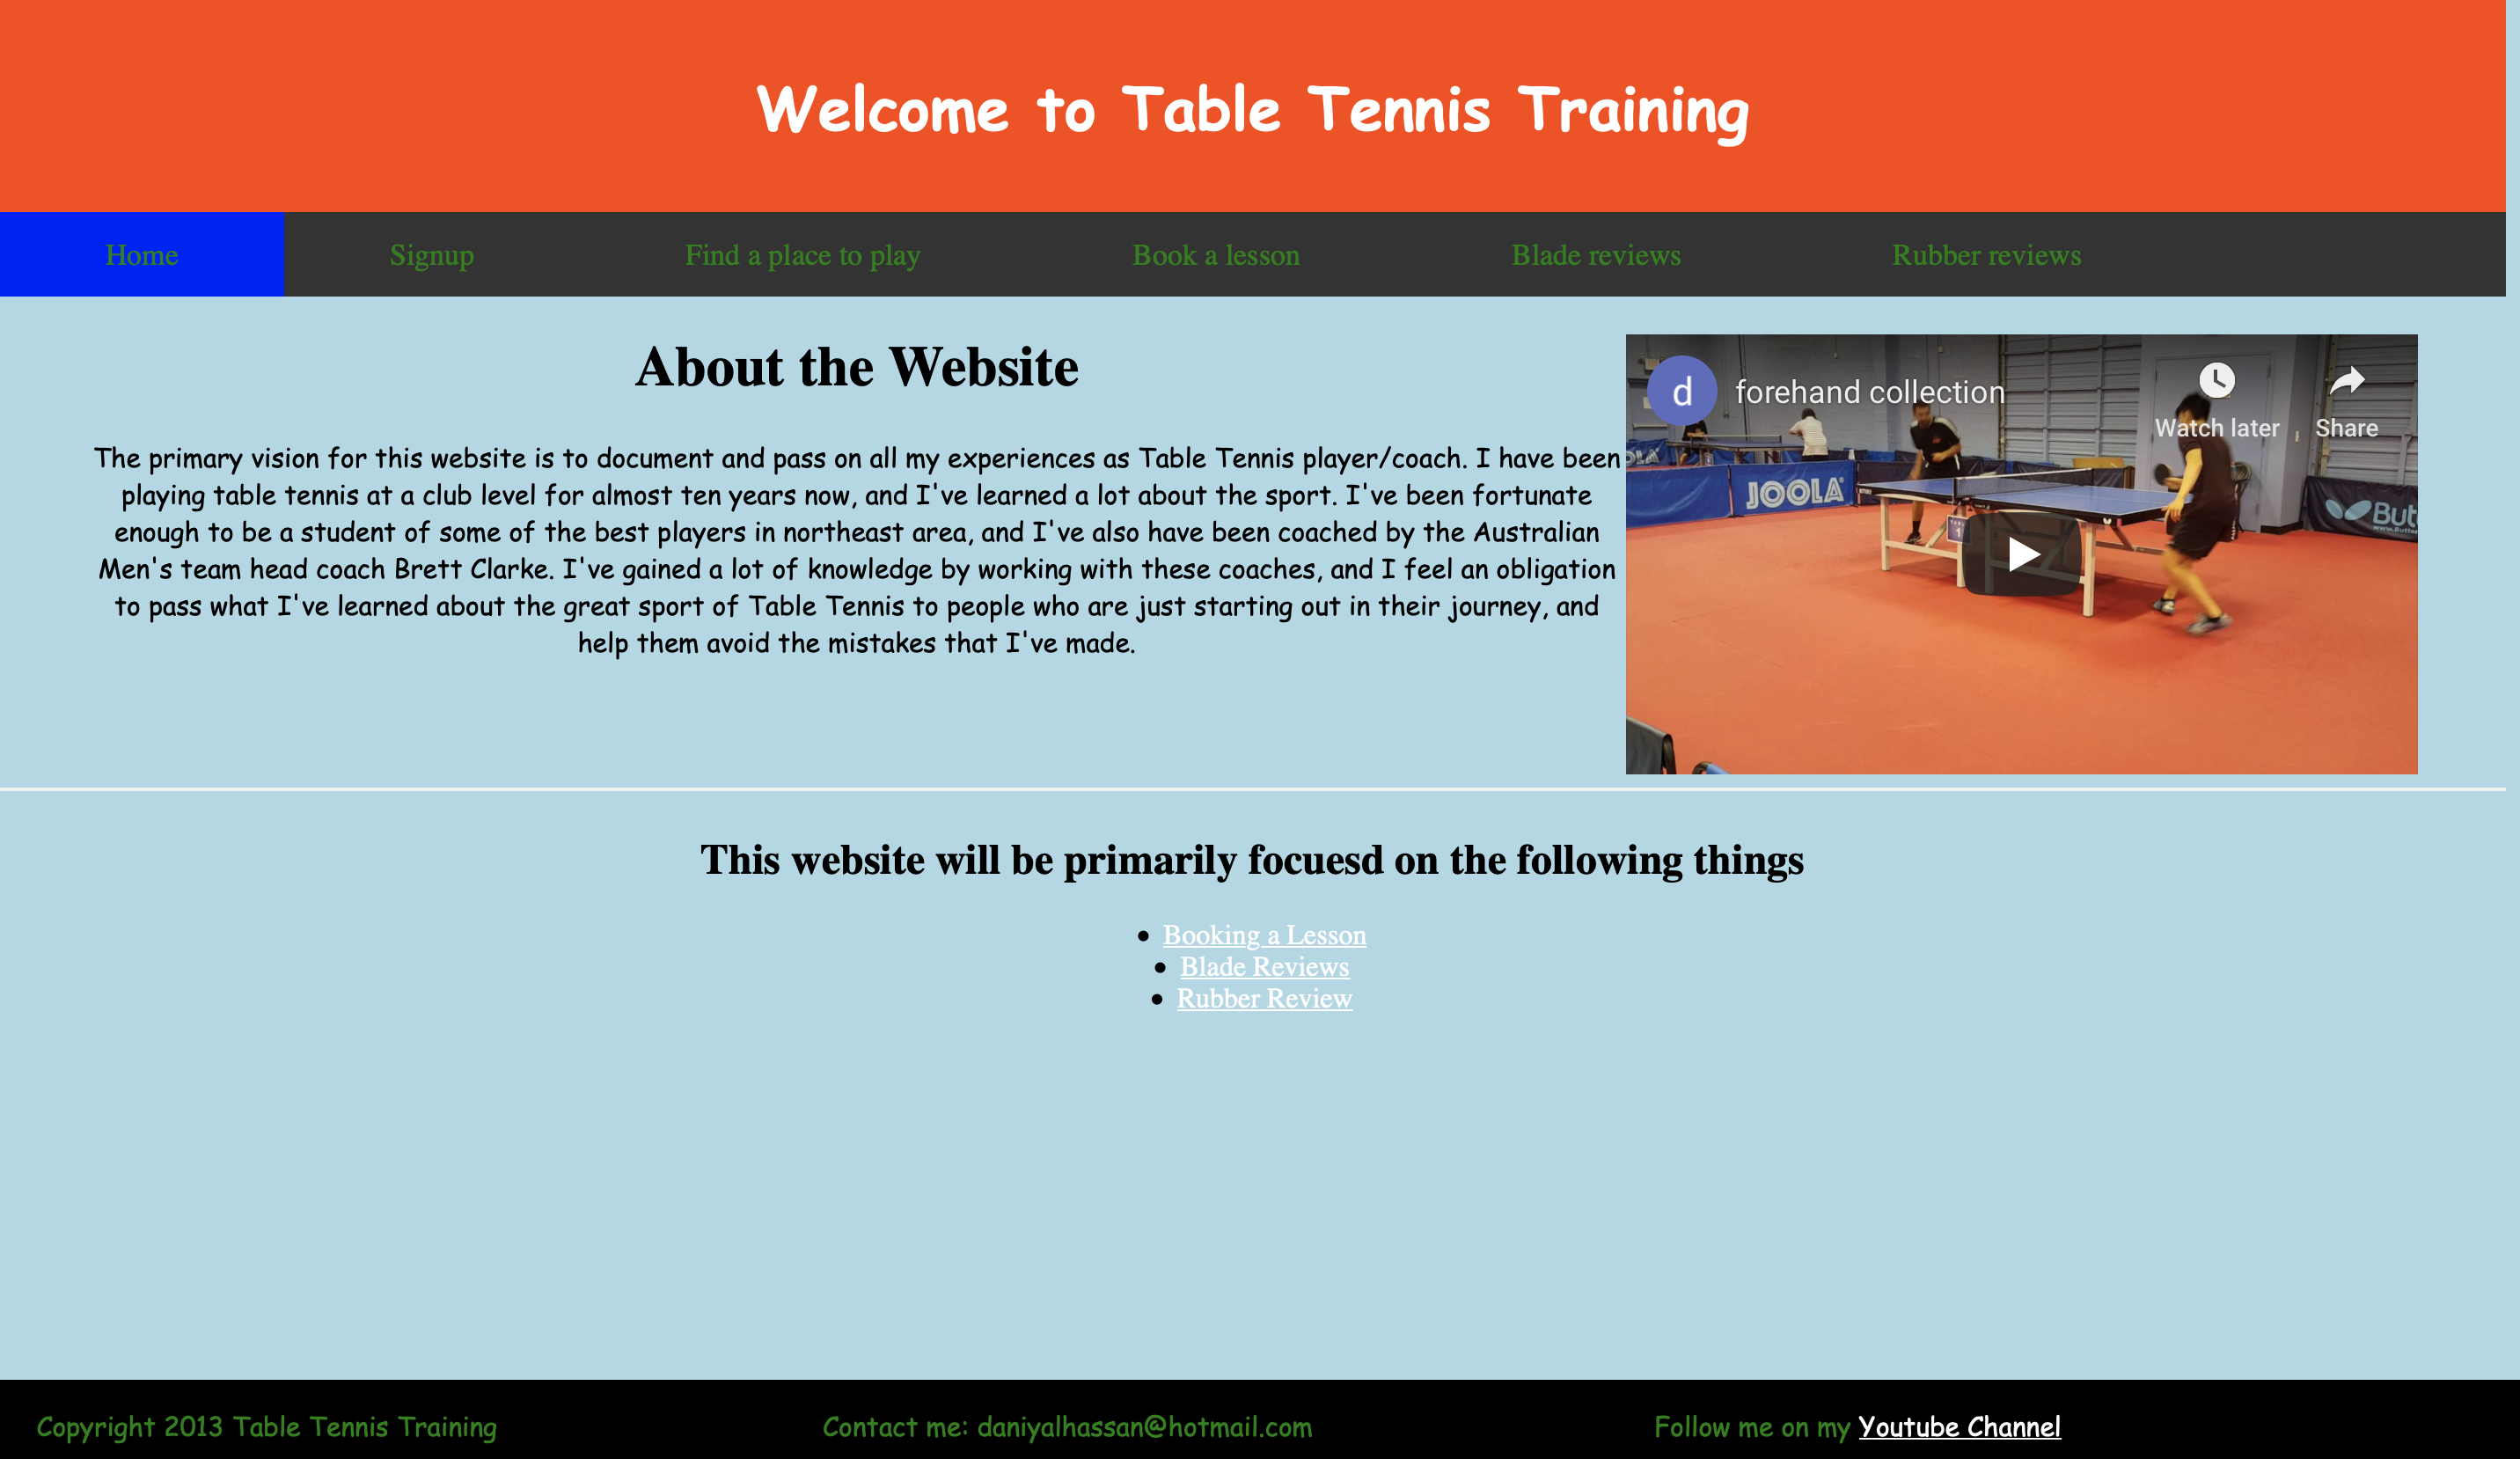 Welcome to Table Tennis Training
Home
Signup
Find a place to play
Book a lesson
Blade reviews
Rubber reviews
About the Website
The primary vision for this website is to document and pass on all my experiences as Table Tennis player/coach. I have been
playing table tennis at a club level for almost ten years now, and I've learned a lot about the sport. I've been fortunate
enough to be a student of some of the best players in northeast area, and I've also have been coached by the Australian
Men's team head coach Brett Clarke. I've gained a lot of knowledge by working with these coaches, and I feel an obligation
to pass what I've learned about the great sport of Table Tennis to people who are just starting out in their journey, and
help them avoid the mistakes that I've made.
d
forehand collection
Watch later
Share
OLA
JOOLA
1
But
This website will be primarily focuesd on the following things
Booking a Lesson
Blade Reviews
Rubber Review
Copyright 2013 Table Tennis Training
Contact me: daniyalhassan@hotmail.com
Follow me on my Youtube Channel